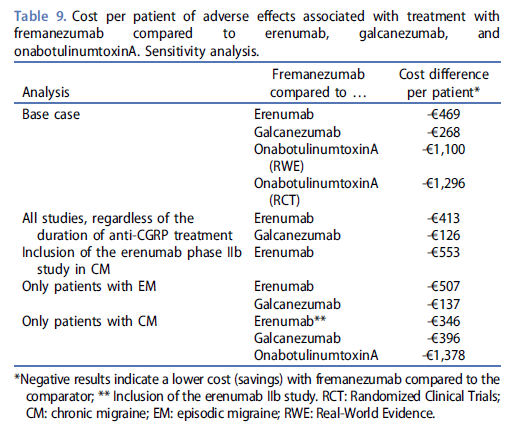 Table 9. Cost per patient of adverse effects associated with treatment with
fremanezumab compared to erenumab, galcanezumab, and
onabotulinumtoxinA. Sensitivity analysis.
Fremanezumab Cost difference
Analysis compared to … per patient*
Base case Erenumab -€469
Galcanezumab -€268
OnabotulinumtoxinA -€1,100
(RWE)
OnabotulinumtoxinA -€1,296
(RCT)
All studies, regardless of the Erenumab -€413
duration of anti-CGRP treatment Galcanezumab -€126
Inclusion of the erenumab phase IIb Erenumab -€553
study in CM
Only patients with EM Erenumab -€507
Galcanezumab -€137
Only patients with CM Erenumab** -€346
Galcanezumab -€396
OnabotulinumtoxinA -€1,378
*Negative results indicate a lower cost (savings) with fremanezumab compared to the
comparator; ** Inclusion of the erenumab IIb study. RCT: Randomized Clinical Trials;
CM: chronic migraine; EM: episodic migraine; RWE: Real-World Evidence.